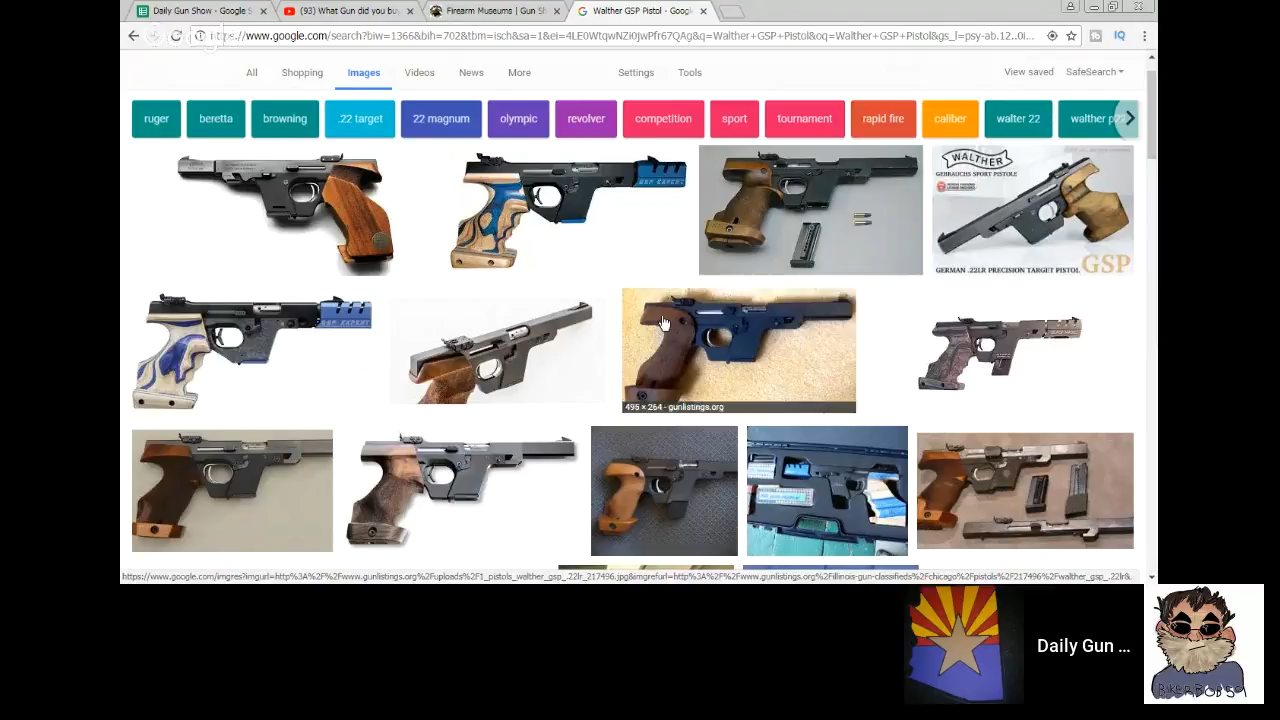 Daily Gun Show - Google S
(93) What Gun did you bu
Firearm Museums | Gun Sh
Walther GSP Pistol - Goog
https://www.google.com/search?biw=1366&bih=702&tbm=isch&sa=1&ei=4LE0WtqwNZi0jwPfr67QAg&q=Walther+GSP+Pistol&oq=Walther+GSP+Pistol&gs_l=psy-ab.12..0i...
All Shopping Images Videos News More Settings Tools View saved SafeSearch
ruger beretta browning .22 target 22 magnum olympic revolver competition sport tournament rapid fire caliber walter 22 walther p22
GSP EXPERT
WALTHER
GEBRAUCHS SPORT PISTOLE
GERMAN .22LR PRECISION TARGET PISTOL GSP
GSP EXPERT
495 × 264 - gunlistings.org
https://www.google.com/imgres?imgurl=http%3A%2F%2Fwww.gunlistings.org%2Fuploads%2F1_pistols_walther_gsp_.22lr_217496.jpg&imgrefurl=http%3A%2F%2Fwww.gunlistings.org%2Fillinois-gun-classifieds%2Fchicago%2Fpistols%2F217496%2Fwalther_gsp_.22lr&.
Daily Gun ...
BIKERBOB59